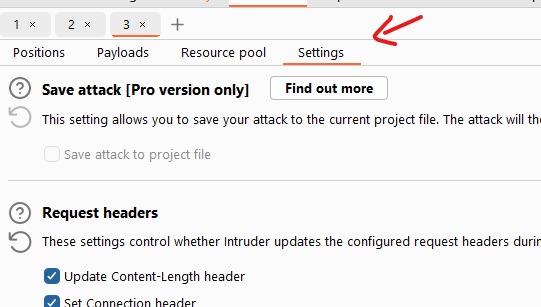 1 × 2 × 3 × +
Positions Payloads Resource pool Settings
Save attack [Pro version only] Find out more
This setting allows you to save your attack to the current project file. The attack will
Save attack to project file
Request headers
These settings control whether Intruder updates the configured request headers
Update Content-Length header
Set Connection header